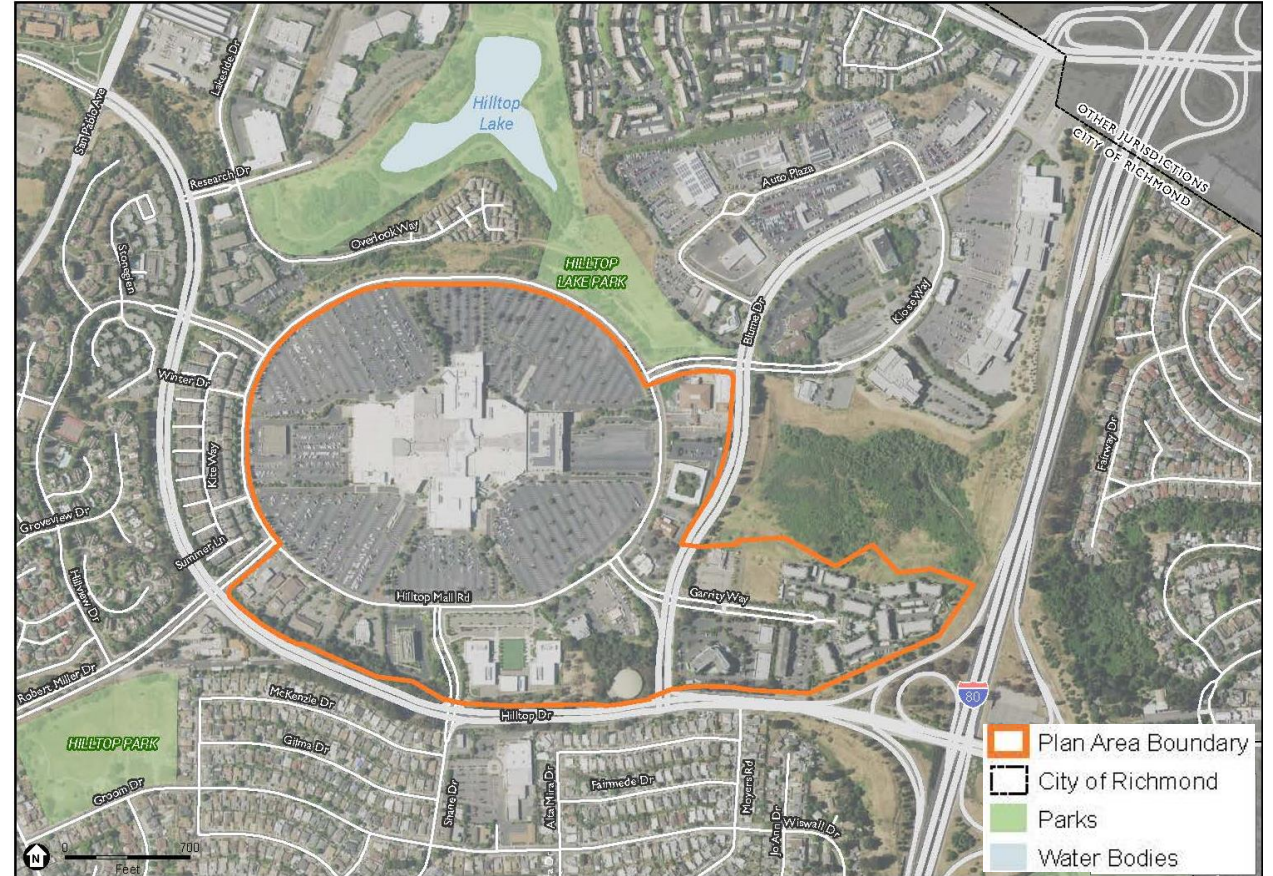 San Pablo Ave
Lakeside Dr
Hilltop
Lake
Research Dr
Overlook Way
Auto Plaza
OTHER JURISDICTIONS
CITY OF RICHMOND
Stoneglen
HILLTOP
LAKE PARK
Blume Dr
Klose Way
Winter Dr
Kite Way
Fairway Dr
Groveview Dr
Summer Ln
Hillview Dr
Hilltop Mall Rd
Garrity Way
Robert Miller Dr
McKenzie Dr
Hilltop Dr
80
HILLTOP PARK
Gilma Dr
Groom Dr
Shane Dr
Alta Mira Dr
Fairmede Dr
Moyers Rd
Jo Ann Dr
Wiswall Dr
N
0 700
Feet
Plan Area Boundary
City of Richmond
Parks
Water Bodies